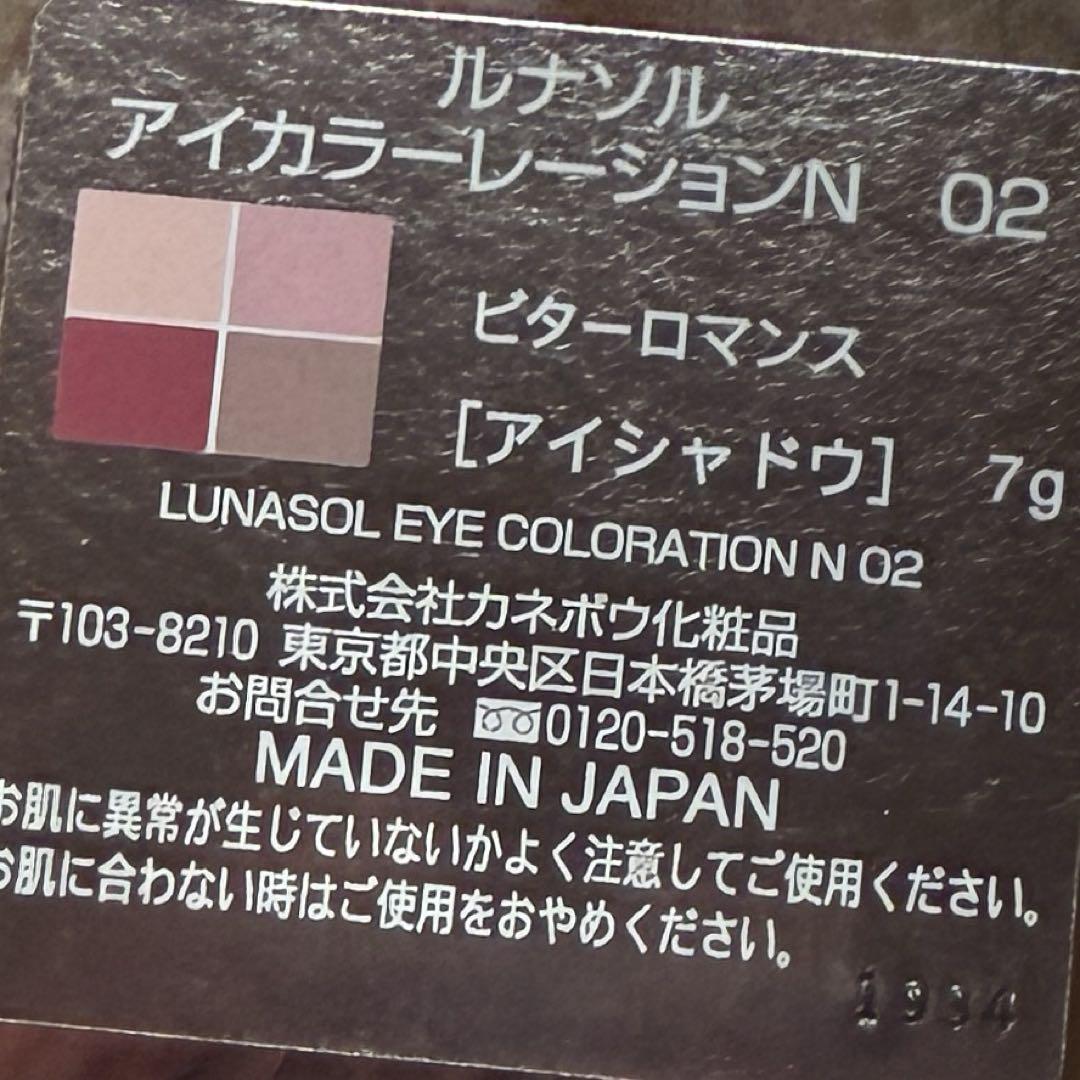 ルナソル
アイカラーレーションN 02
ビターロマンス
[アイシャドウ] 7g
LUNASOL EYE COLORATION N 02
株式会社カネボウ化粧品
〒103-8210 東京都中央区日本橋茅場町1-14-10
お問合せ先 0120-518-520
MADE IN JAPAN
お肌に異常が生じていないかよく注意してご使用ください。
お肌に合わない時はご使用をおやめください。
1934